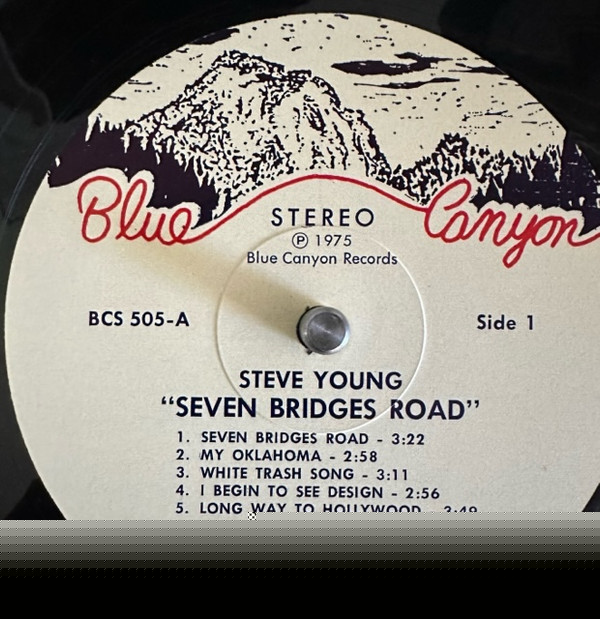 Blue Canyon
STEREO
Ⓟ 1975
Blue Canyon Records
BCS 505-A
Side 1
STEVE YOUNG
"SEVEN BRIDGES ROAD"
1. SEVEN BRIDGES ROAD - 3:22
2. MY OKLAHOMA - 2:58
3. WHITE TRASH SONG - 3:11
4. I BEGIN TO SEE DESIGN - 2:56
5. LONG WAY TO HOLLYWOOD - 3:49